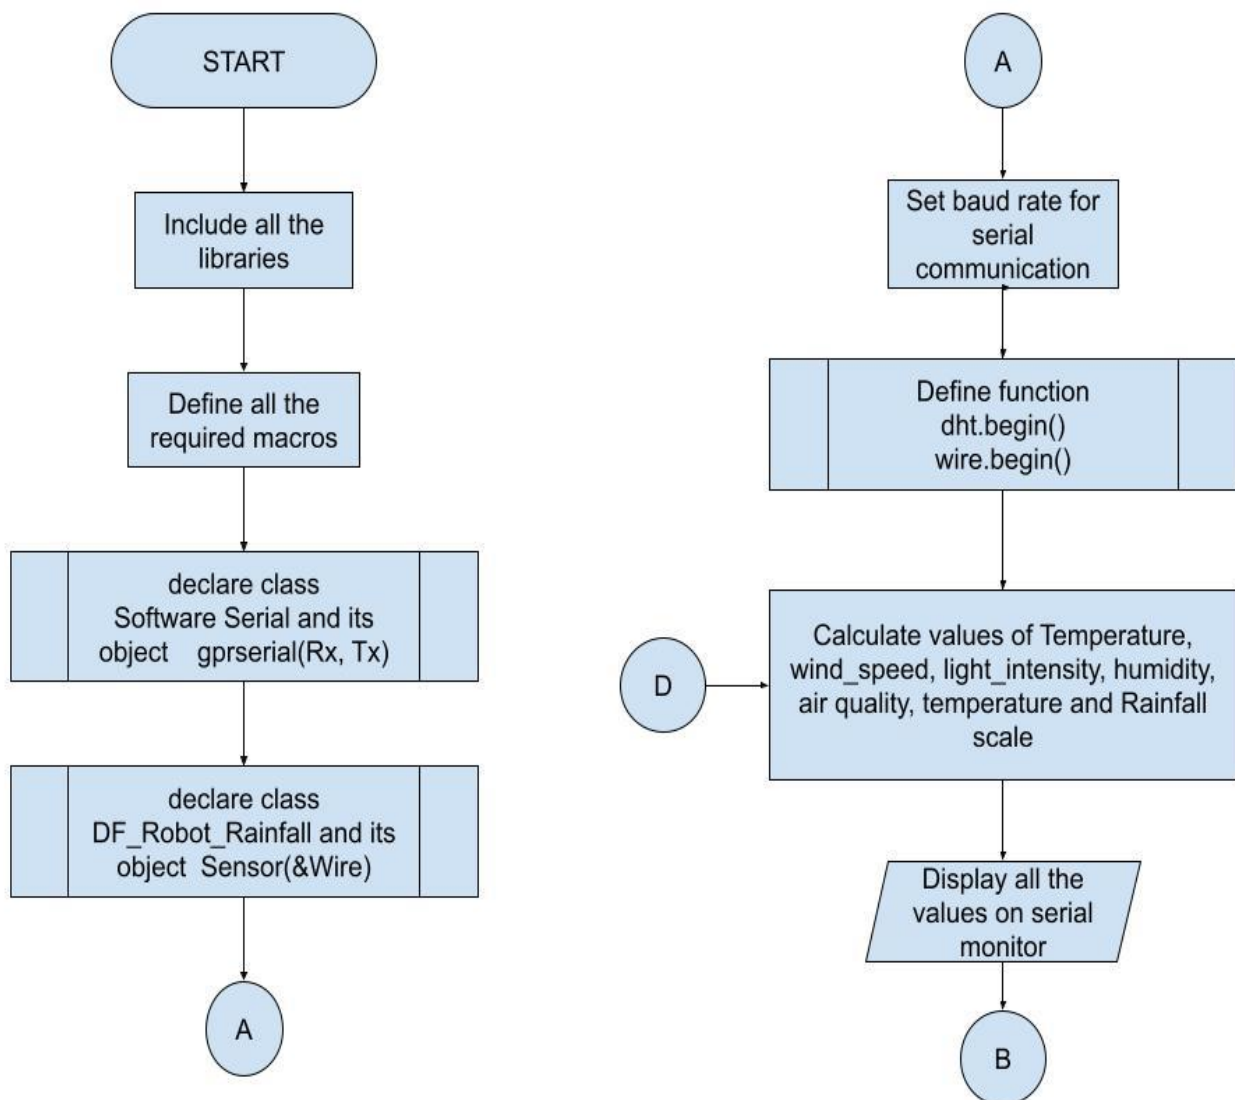 START
Include all the
libraries
Define all the
required macros
declare class
Software Serial and its
object gprserial(Rx, Tx)
declare class
DF_Robot_Rainfall and its
object Sensor(&Wire)
A
A
Set baud rate for
serial
communication
Define function
dht.begin()
wire.begin()
D
Calculate values of Temperature,
wind_speed, light_intensity, humidity,
air quality, temperature and Rainfall
scale
Display all the
values on serial
monitor
B